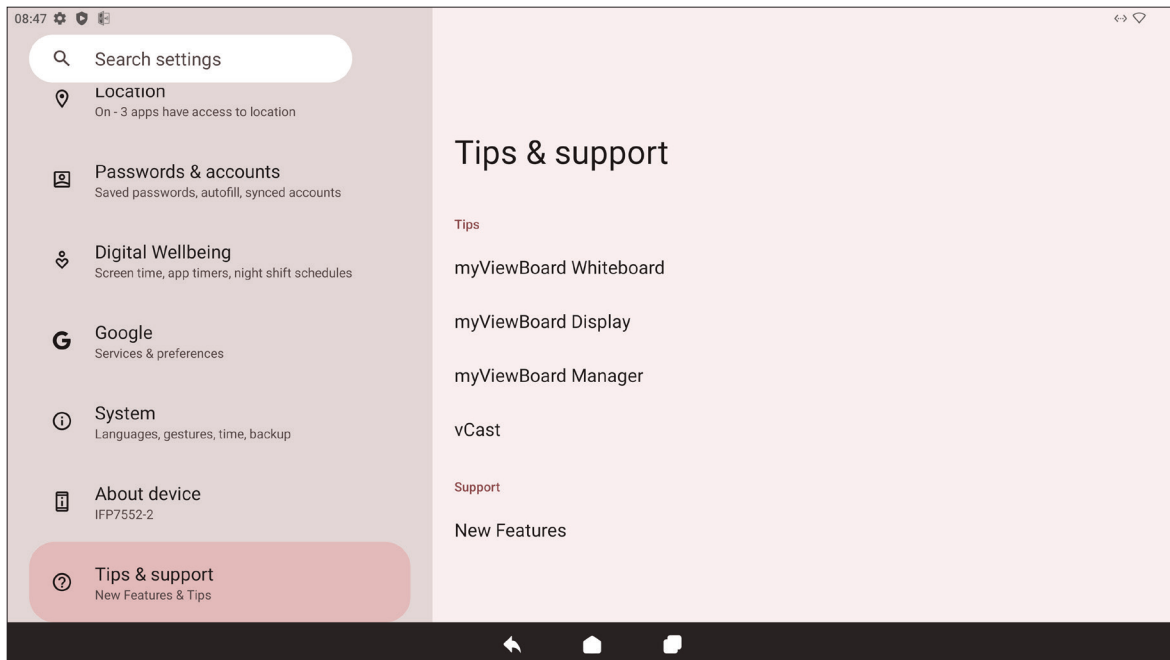 08:47
Search settings
Location
On - 3 apps have access to location
Passwords & accounts
Saved passwords, autofill, synced accounts
Digital Wellbeing
Screen time, app timers, night shift schedules
Google
Services & preferences
System
Languages, gestures, time, backup
About device
IFP7552-2
Tips & support
New Features & Tips
Tips & support
Tips
myViewBoard Whiteboard
myViewBoard Display
myViewBoard Manager
vCast
Support
New Features